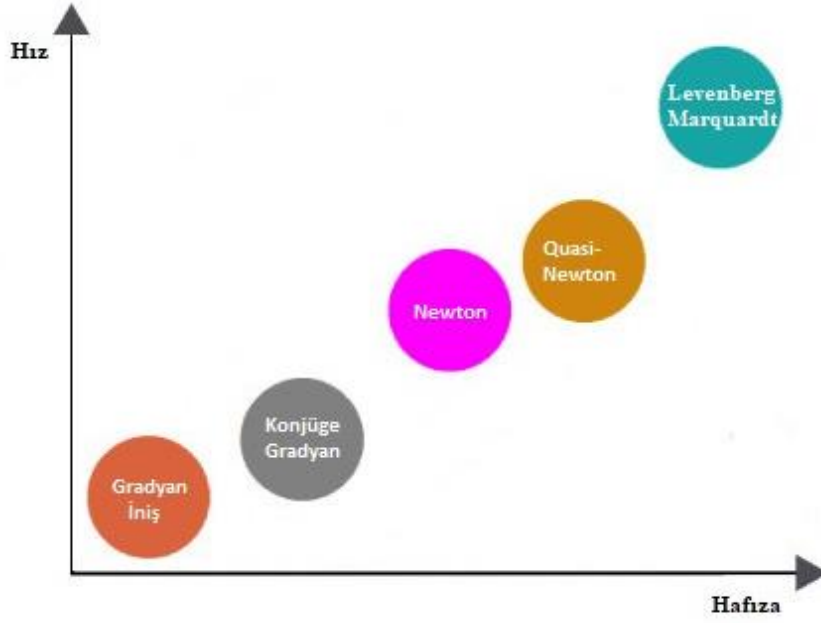 Hız
Levenberg
Marquardt
Quasi-
Newton
Newton
Konjüge
Gradyan
Gradyan
İniş
Hafıza